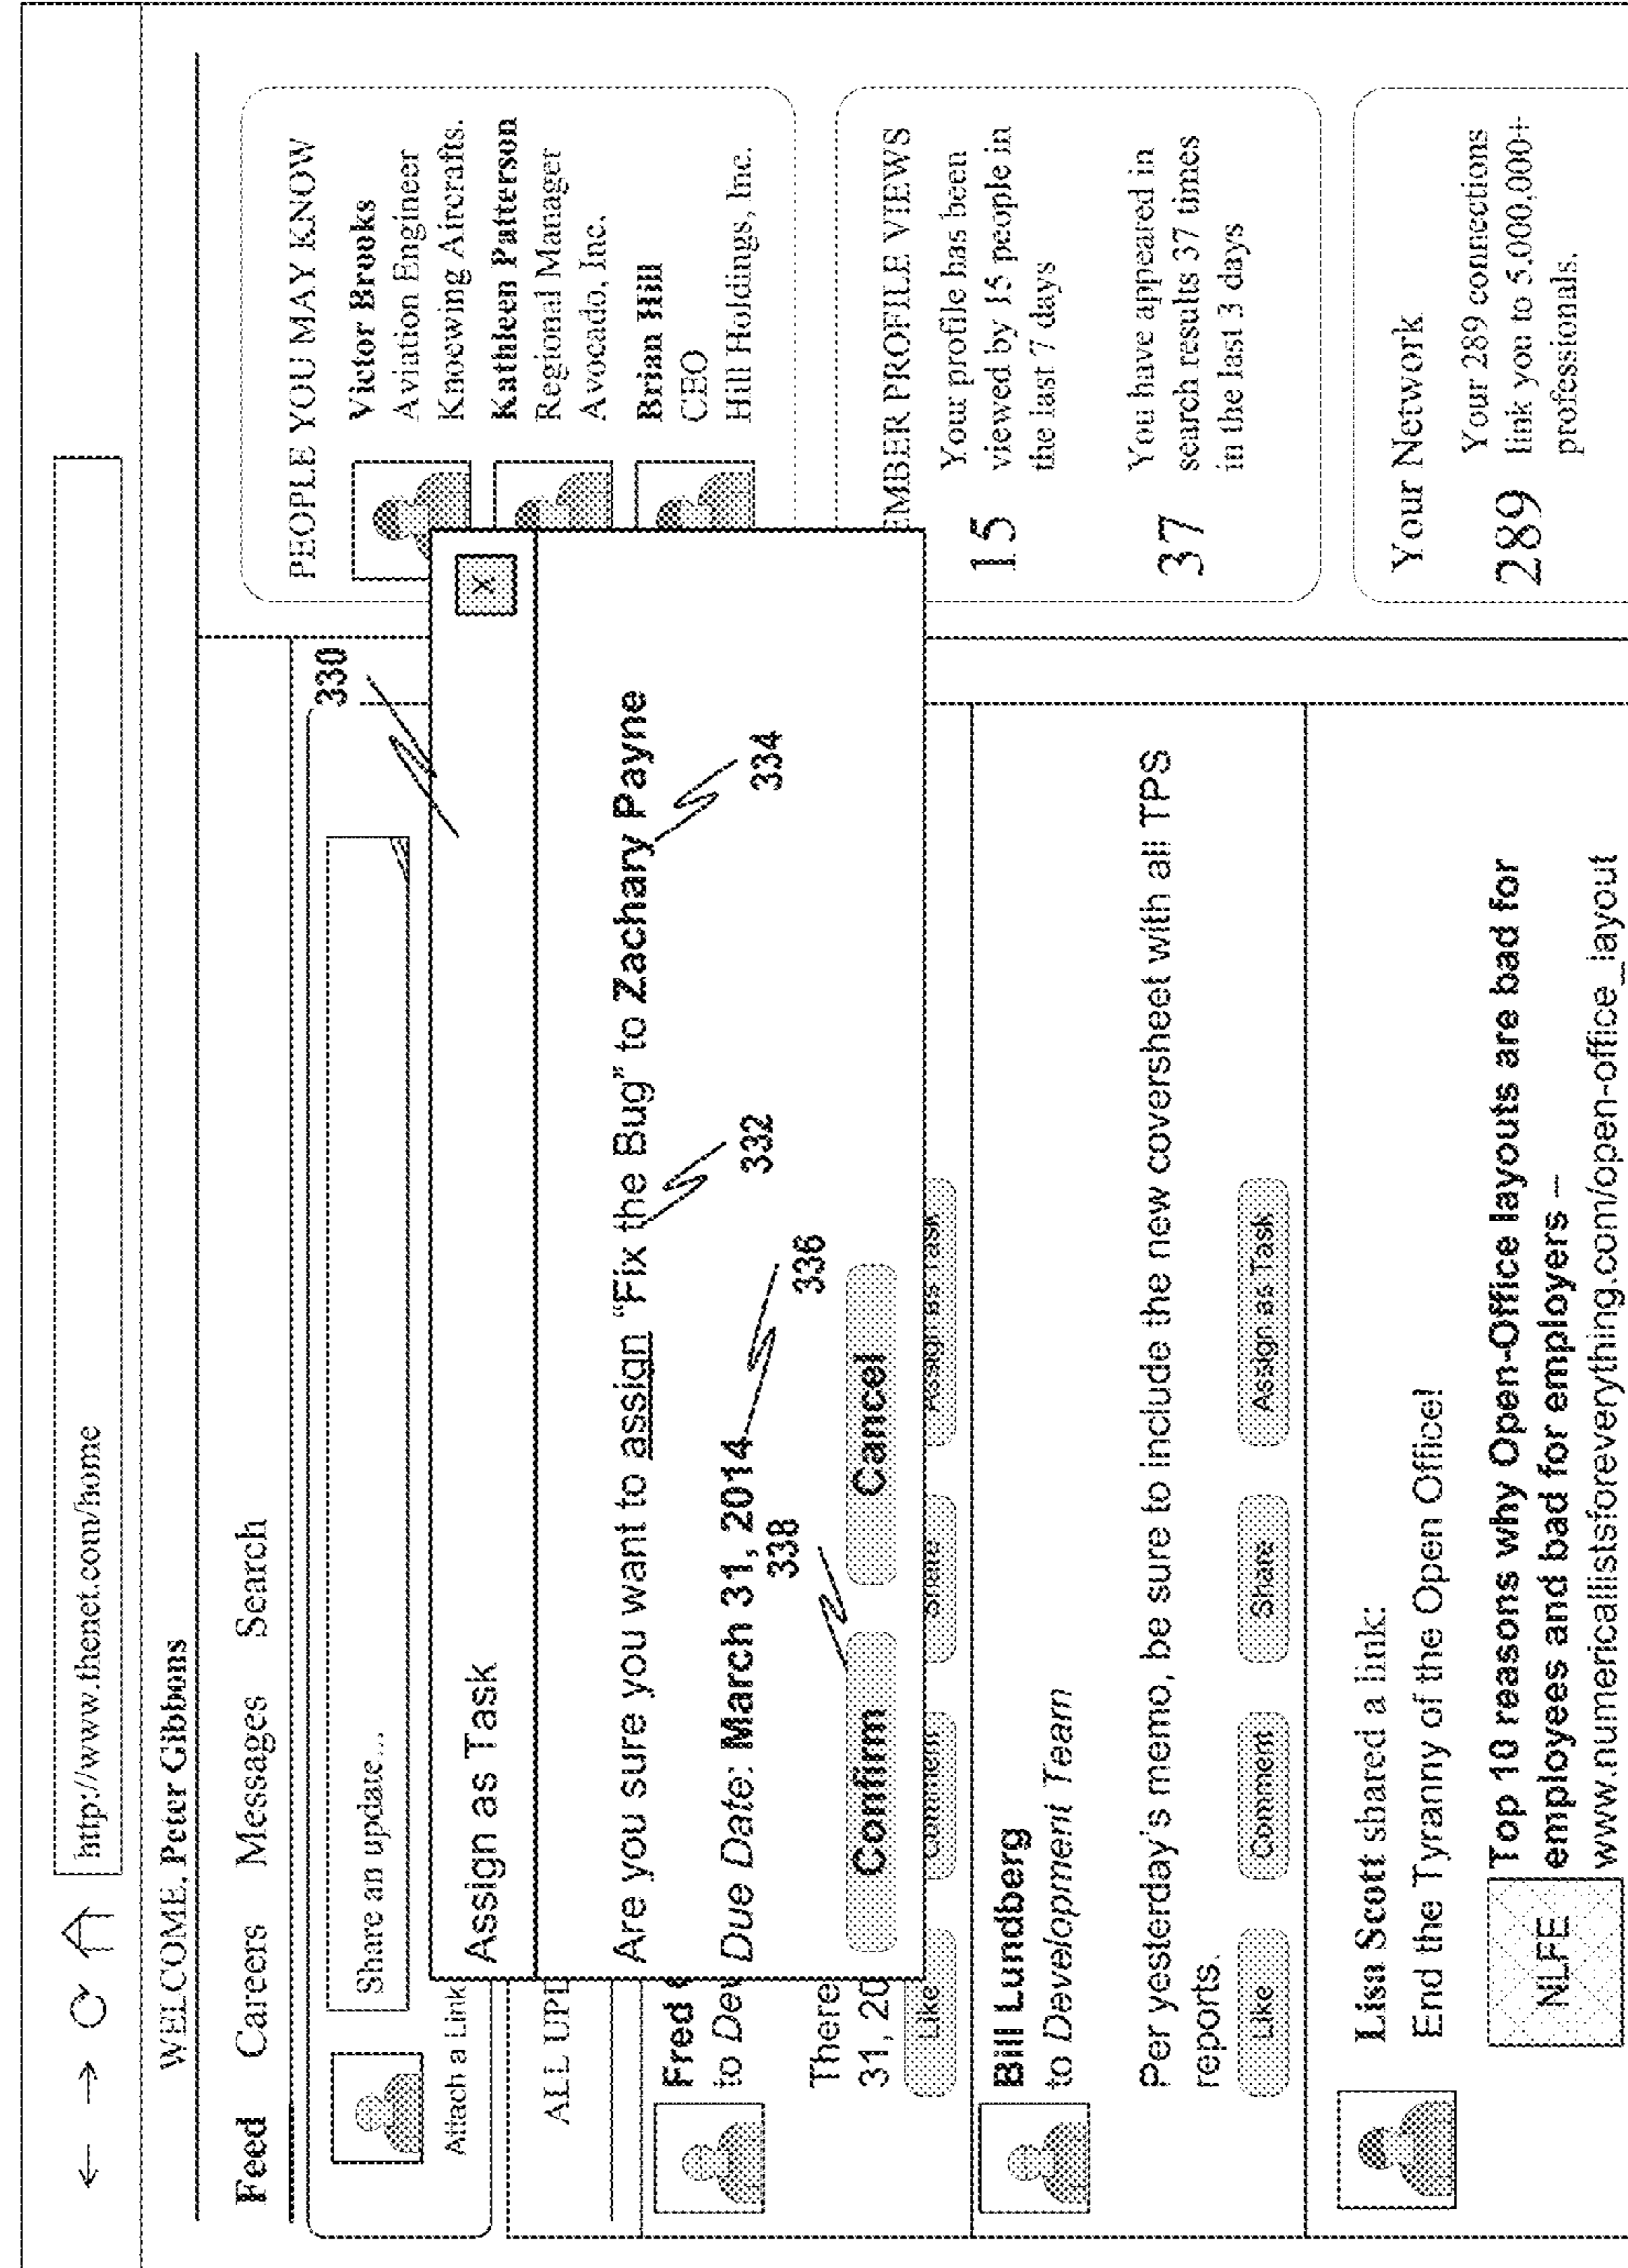 http://www.thenet.com/home
WELCOME, Peter Gibbons
Feed Careers Messages Search
Share an update...
Attach a Link
330
Assign as Task
X
Are you sure you want to assign "Fix the Bug" to Zachary Payne
332
334
Due Date: March 31, 2014
336
338
Confirm Cancel
ALL UP
Fred
to Dev
There
31, 20
Like Comment Share Assign as Task
Bill Lundberg
to Development Team
Per yesterday's memo, be sure to include the new coversheet with all TPS
reports.
Like Comment Share Assign as Task
Lisa Scott shared a link:
End the Tyranny of the Open Office!
NLFE
Top 10 reasons why Open-Office layouts are bad for
employees and bad for employers –
www.numericallistsforeverything.com/open-office_layout
PEOPLE YOU MAY KNOW
Victor Brooks
Aviation Engineer
Knoewing Aircrafts.
Kathleen Patterson
Regional Manager
Avocado, Inc.
Brian Hill
CEO
Hill Holdings, Inc.
EMBER PROFILE VIEWS
15 Your profile has been
viewed by 15 people in
the last 7 days
37 You have appeared in
search results 37 times
in the last 3 days
Your Network
289 Your 289 connections
link you to 5,000,000+
professionals.